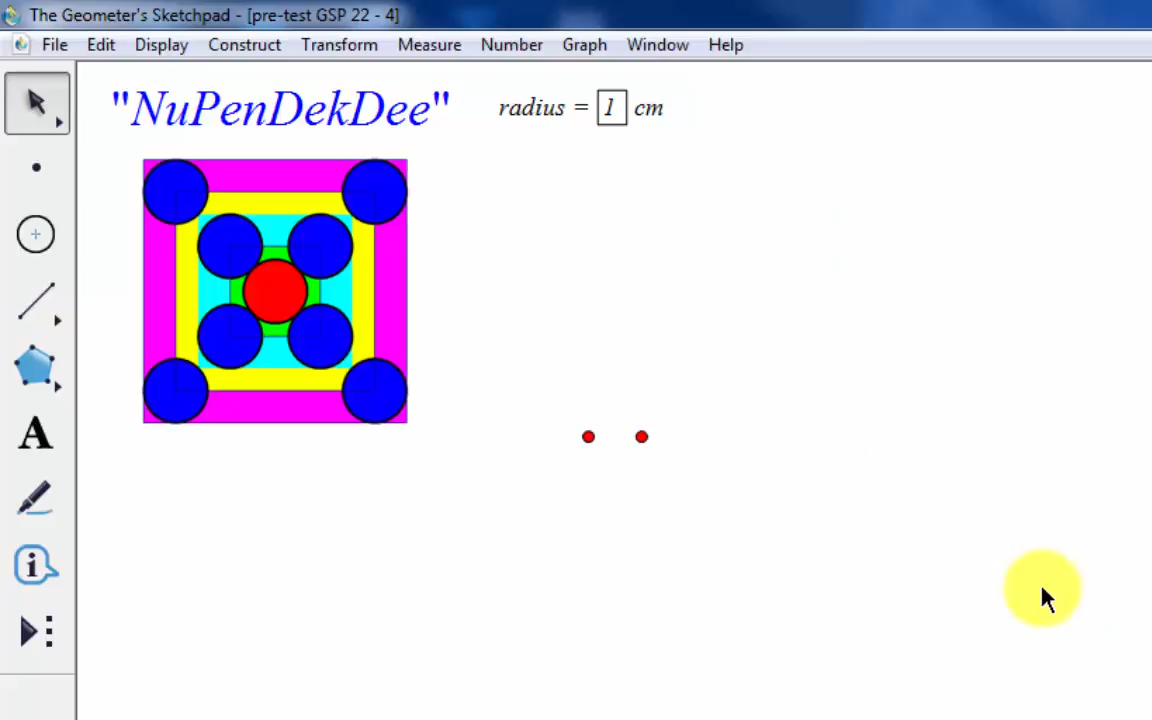 The Geometer's Sketchpad - [pre-test GSP 22 - 4]
File Edit Display Construct Transform Measure Number Graph Window Help
"NuPenDekDee" radius = 1 cm
A
i